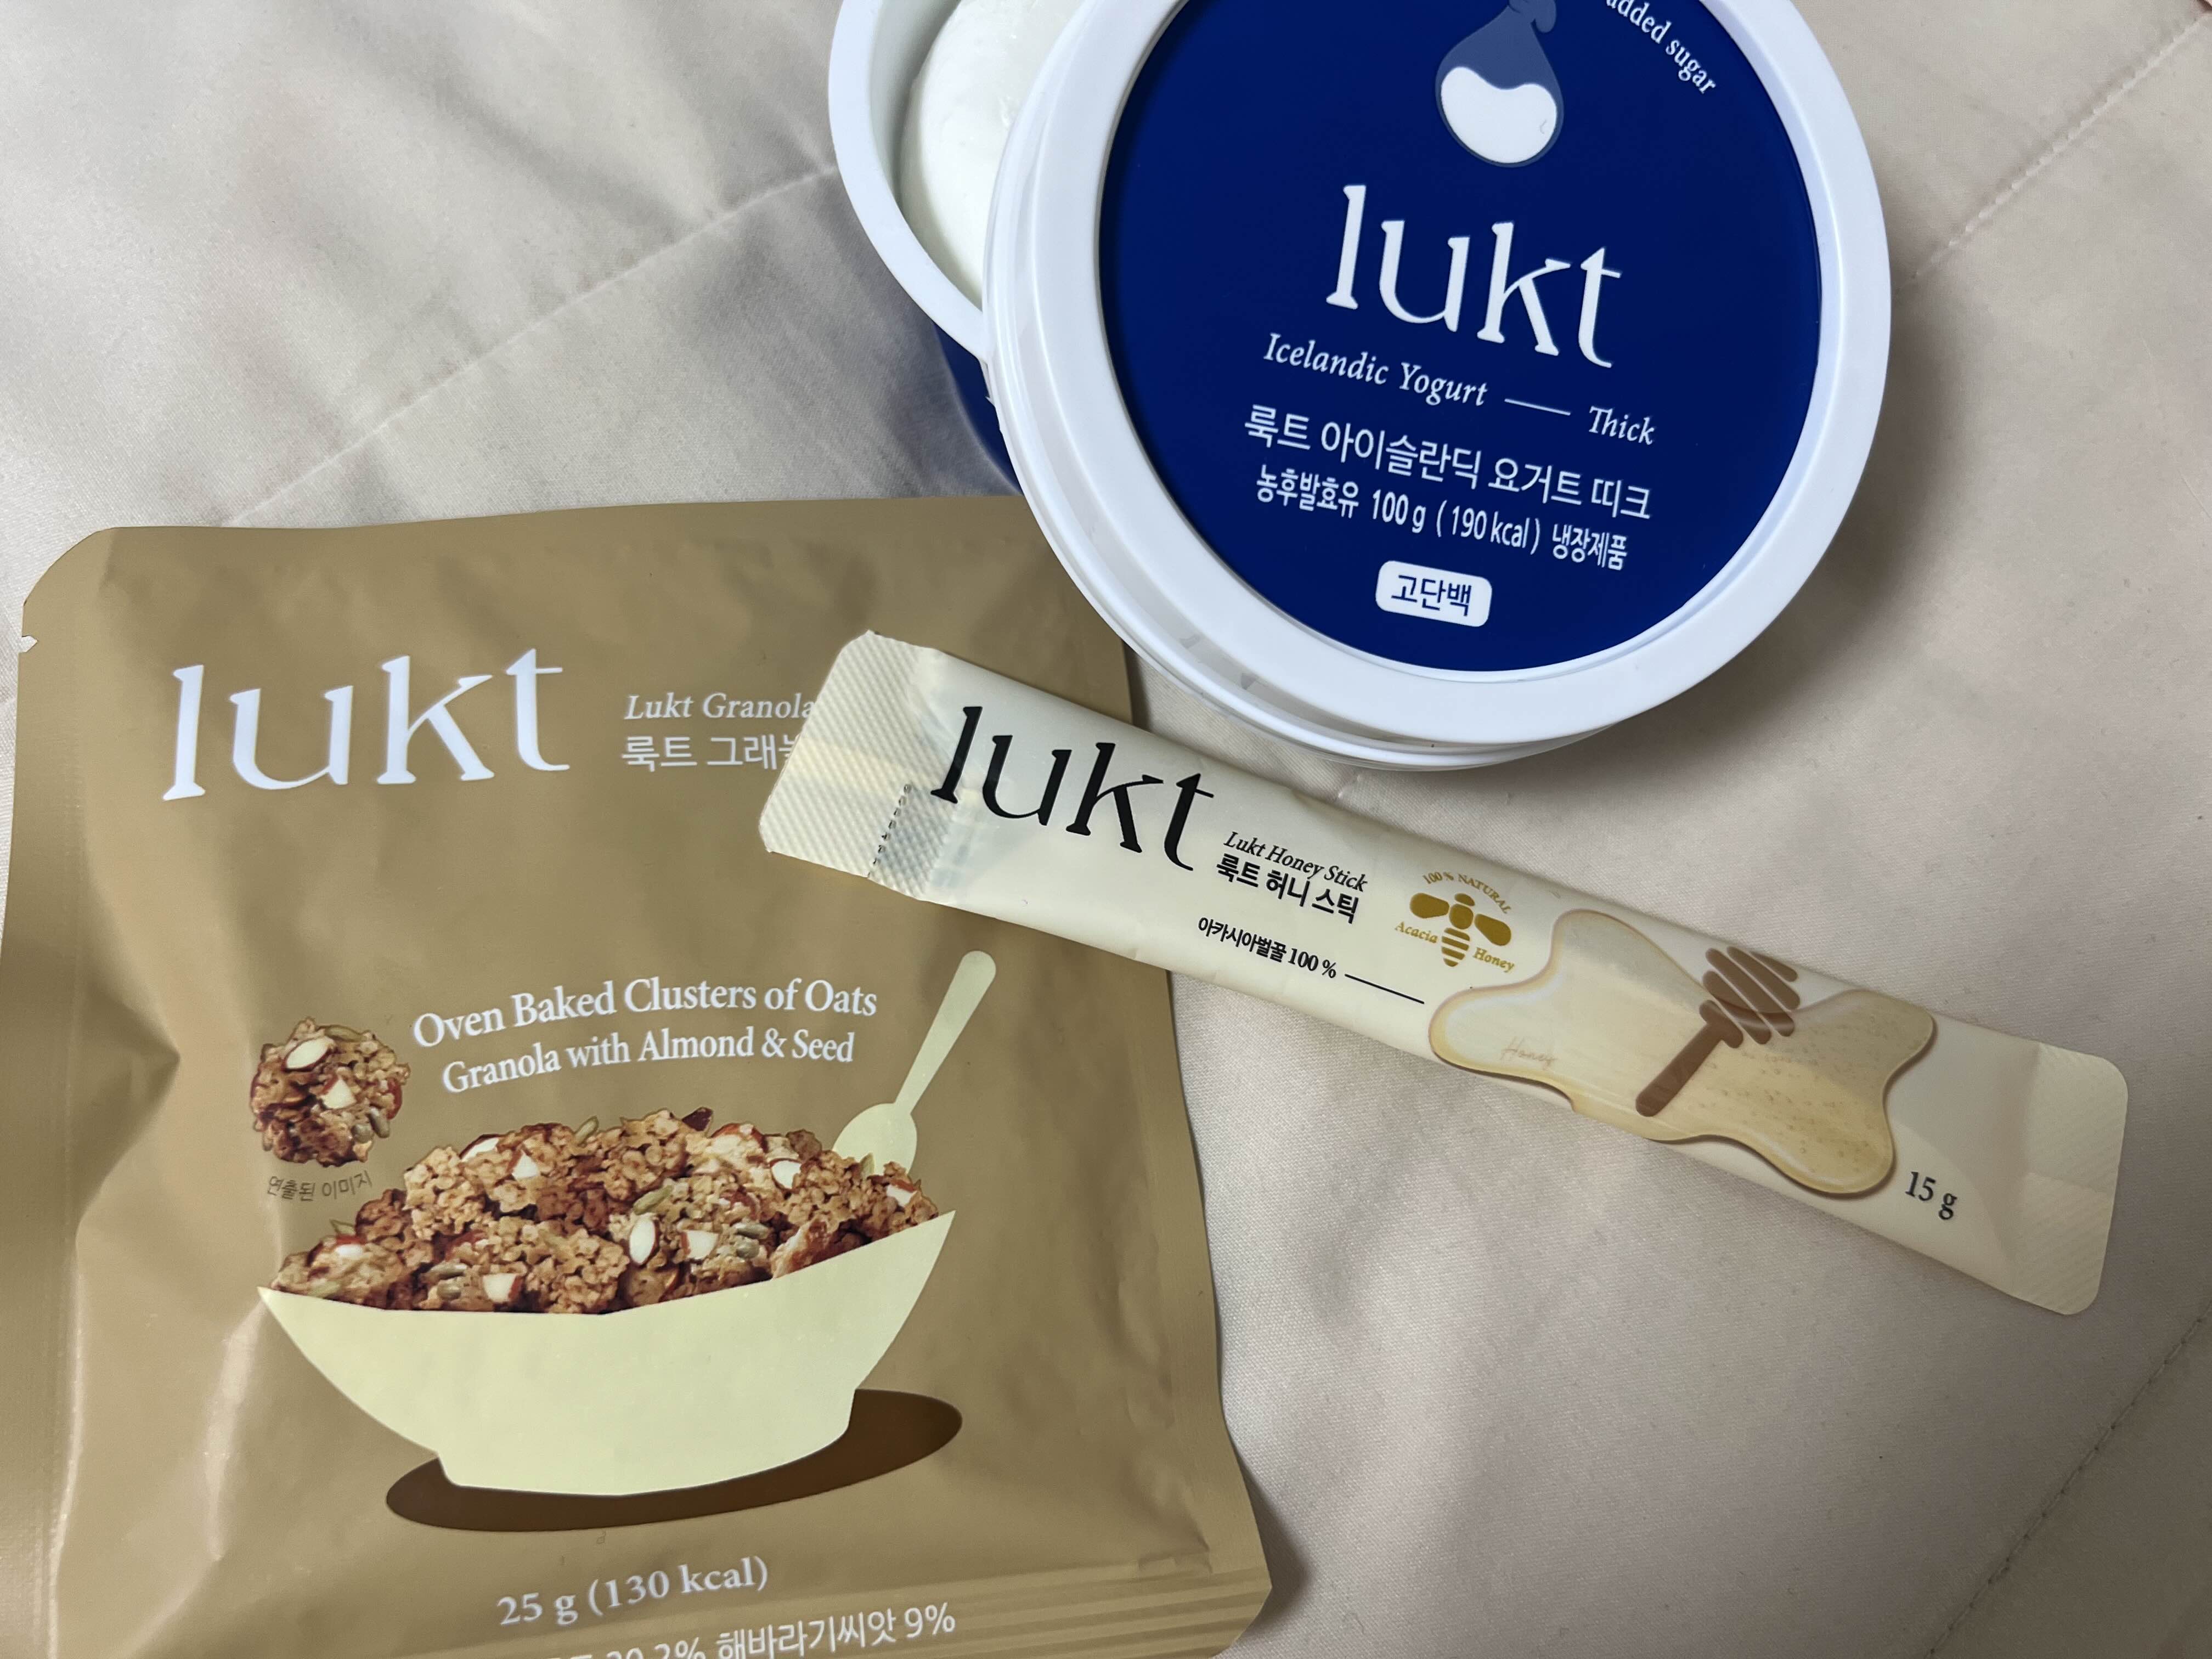 added sugar
lukt
Icelandic Yogurt — Thick
룩트 아이슬란딕 요거트 띠크
농후발효유 100 g (190 kcal) 냉장제품
고단백
lukt
Lukt Granola
룩트
lukt
Lukt Honey Stick
룩트 허니 스틱
아카시아벌꿀 100 %
100% NATURAL
Acacia Honey
Honey
15 g
Oven Baked Clusters of Oats
Granola with Almond & Seed
연출된 이미지
25 g (130 kcal)
해바라기씨앗 9%